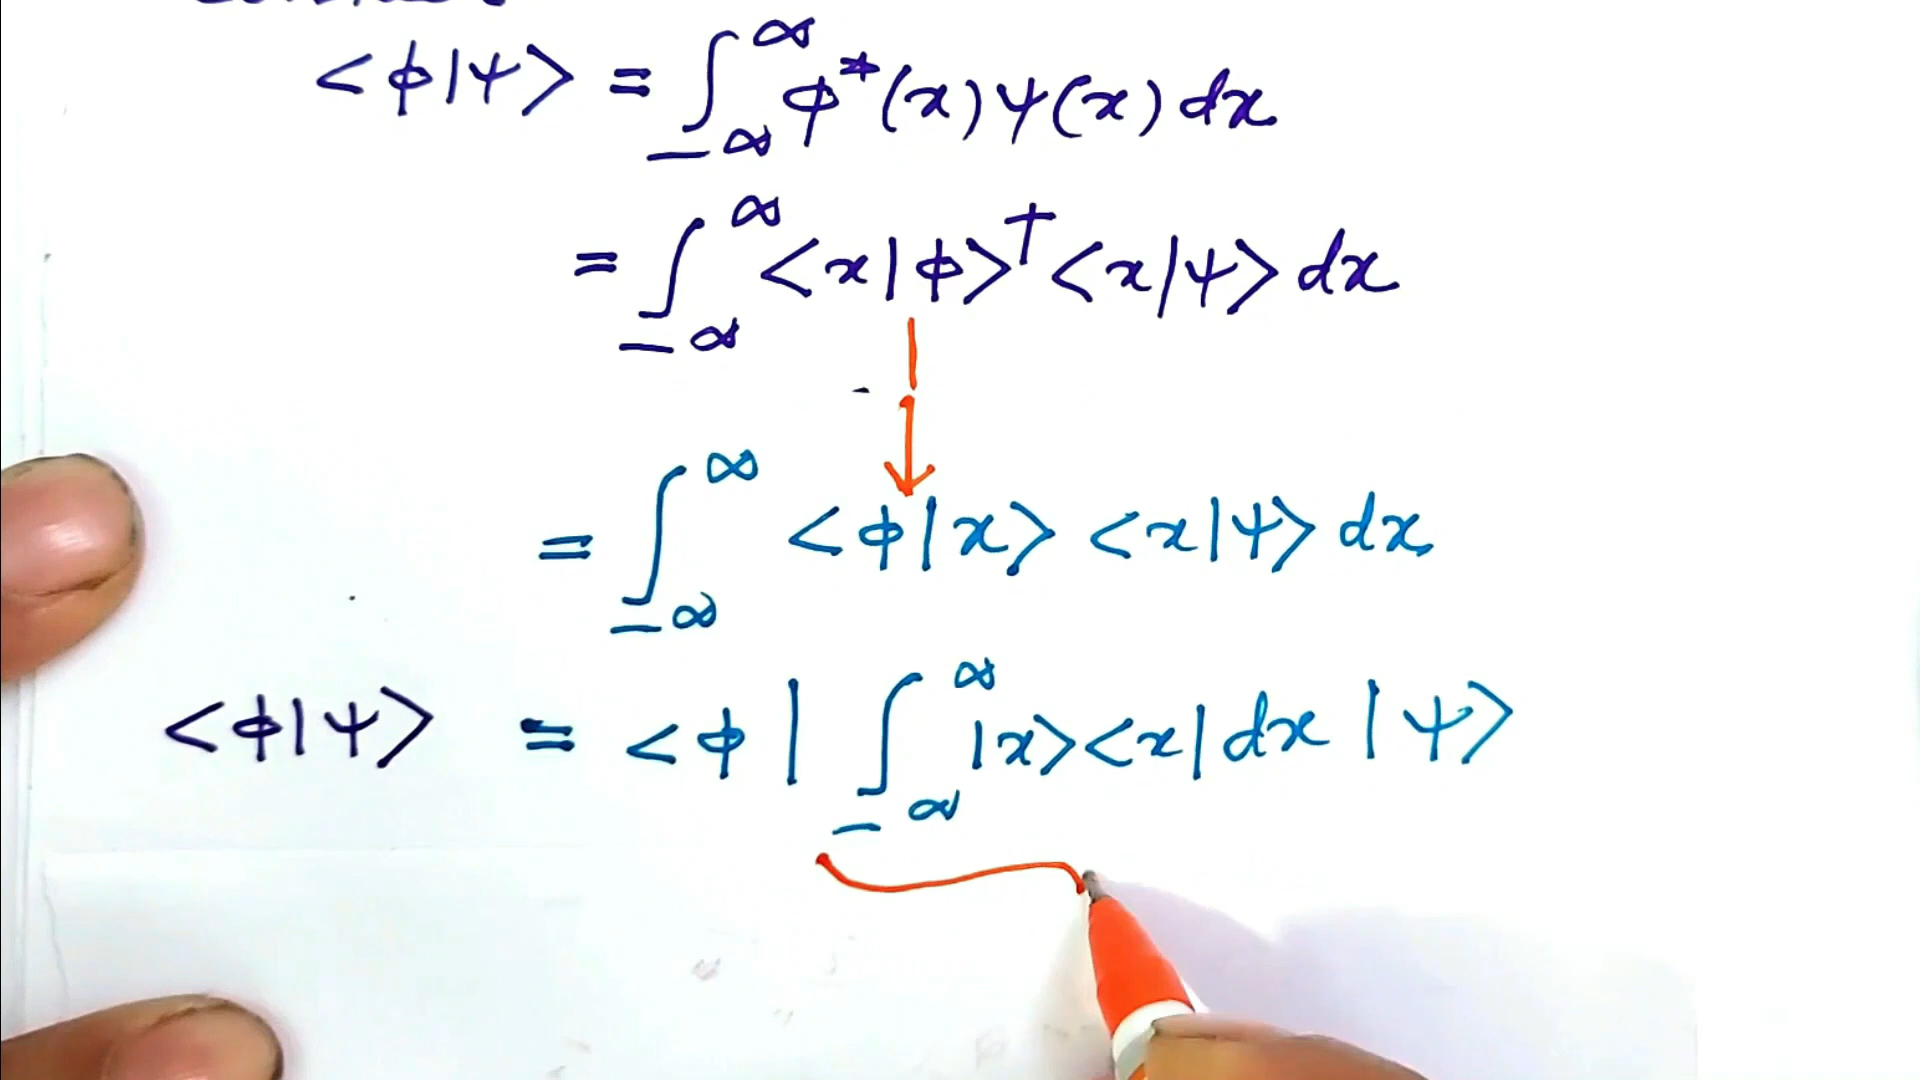 <ϕ|ψ> = ∫_{-∞}^{∞} ϕ*(x) ψ(x) dx
= ∫_{-∞}^{∞} <x|ϕ>† <x|ψ> dx
= ∫_{-∞}^{∞} <ϕ|x> <x|ψ> dx
<ϕ|ψ> = <ϕ| ∫_{-∞}^{∞} |x><x| dx |ψ>